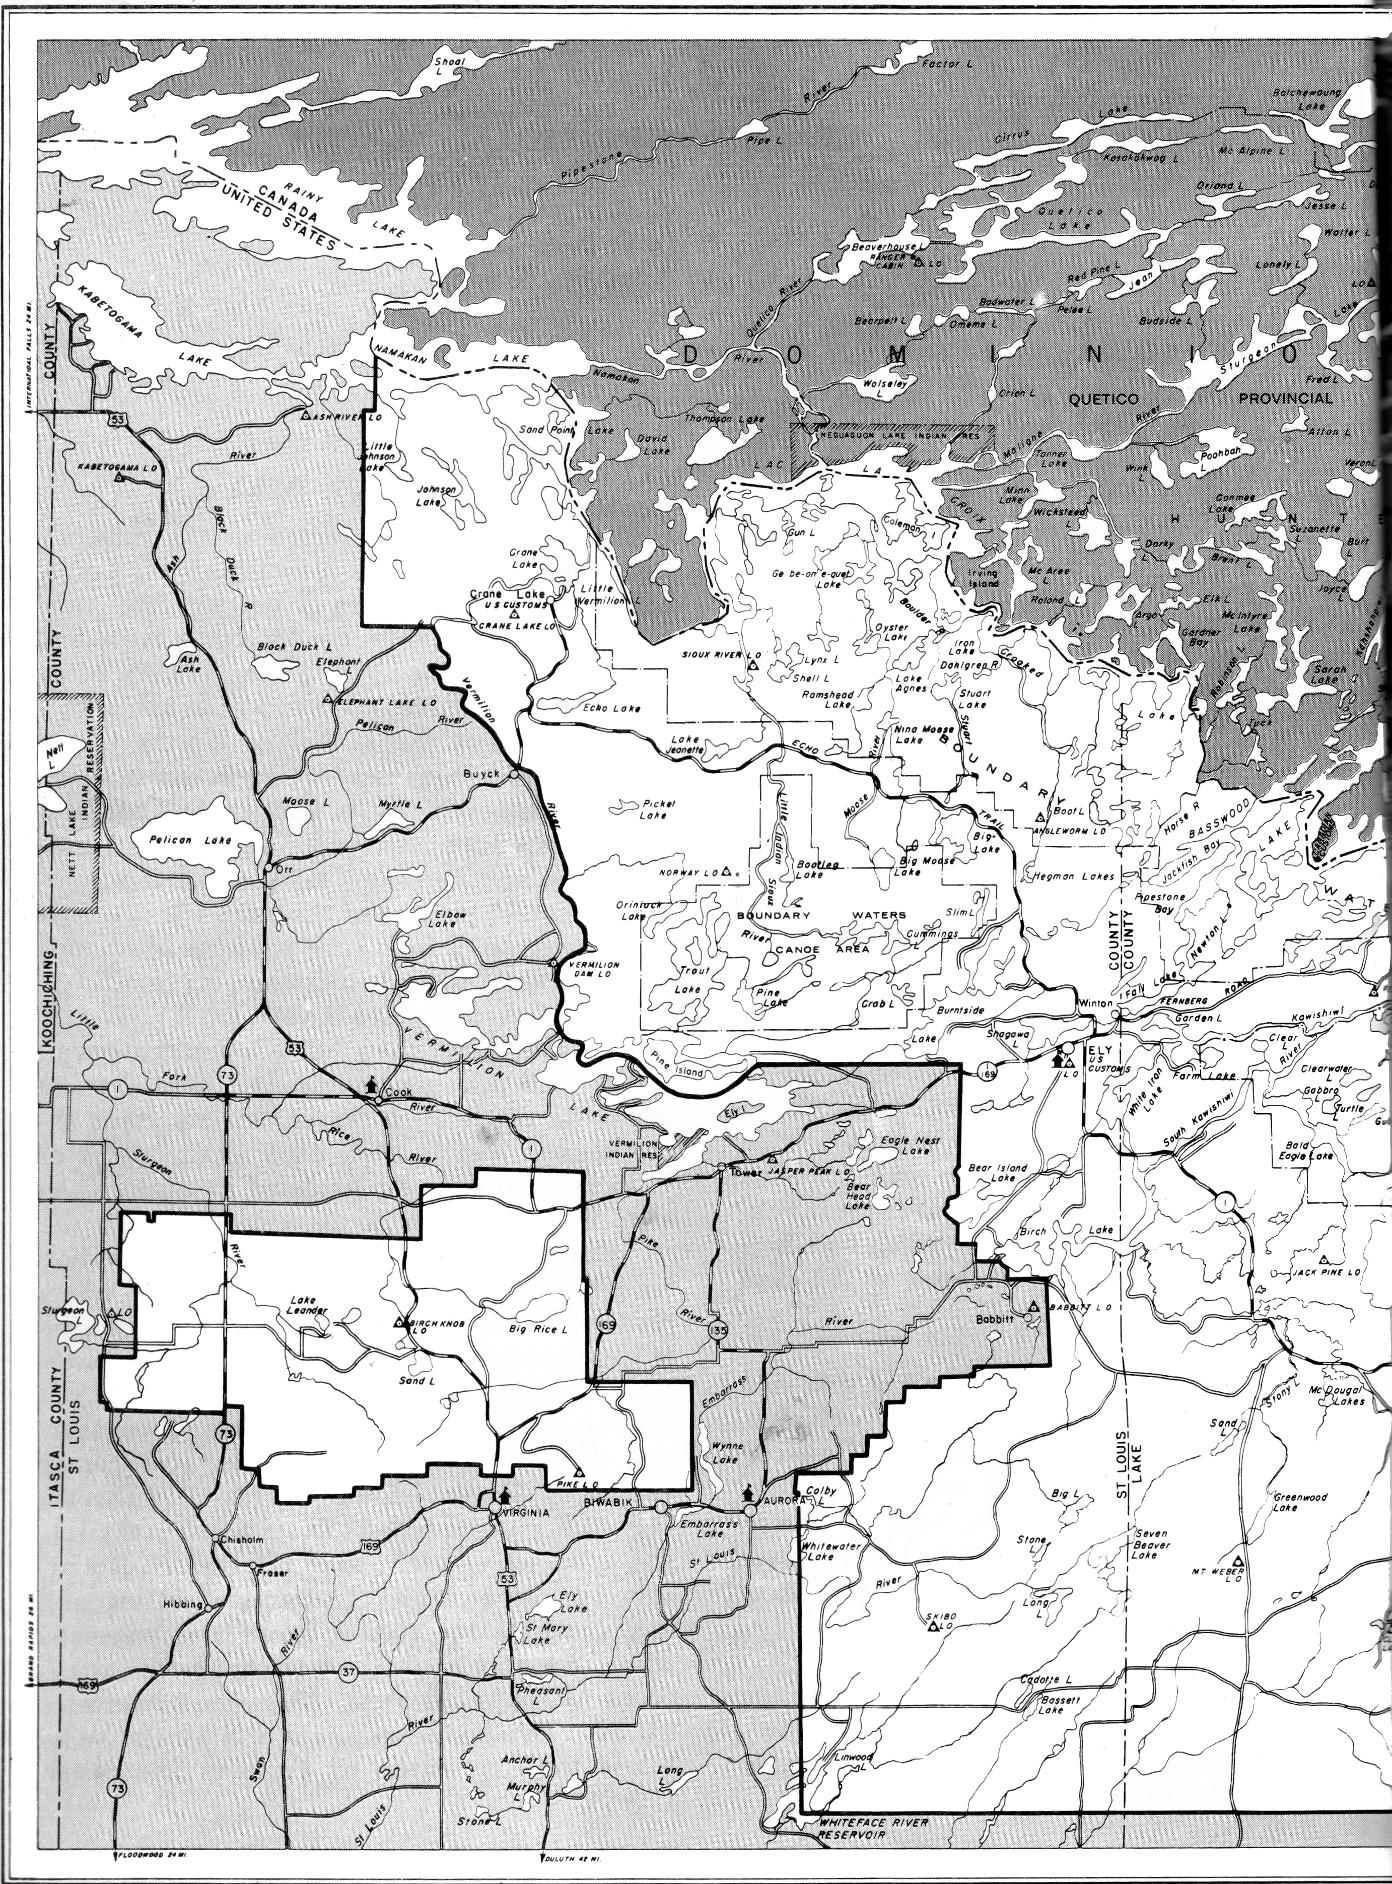 Shoal
L
Factor L
River
Pipe L
Pipestone
Batchewaung
Lake
Cirrus
Lake
Kasakokwog L
Mc Alpine L
Orland L
Jesse L
Quetico
Lake
Walter L
RAINY
CANADA
UNITED STATES
LAKE
Beaverhouse L
RANGER
CABIN
LO
Lonely L
Red Pine L
Jean L
LO
Lake
Quetico
River
Badwater L
Peleu L
Bearpelt L
Omeme L
Budside L
KABETOGAMA
LAKE
INTERNATIONAL FALLS 24 MI.
COUNTY
NAMAKAN
LAKE
Namakan
River
D O M I N I O
Sturgeon
Fred L
Wolseley
L
Orion L
QUETICO
PROVINCIAL
53
ASH RIVER LO
River
KABETOGAMA LO
Little
Johnson
Lake
Sand Point
Lake
David
Lake
Thompson Lake
NEGUAGUON LAKE INDIAN RES
LAC
LA
CROIX
Maligne
River
Tanner
Lake
Alton L
Poohbah
L
Wink
L
Veron L
Johnson
Lake
Minn
Lake
Wicksteed
L
Conmee
Lake
H U N T E
Suzanette
L
Burt
L
Black
Duck
R
Gun L
Coleman
Darky
L
Brent L
Crane
Lake
Ge-be-on-e-quet
Lake
Irving
Island
Mc Aree
L
Joyce
L
Ash
Crane Lake
U S CUSTOMS
CRANE LAKE LO
Little
Vermilion L
Boulder R
Roland L
Argo
L
Elk L
McIntyre
Lake
COUNTY
Oyster
Lake
Iron
Lake
Gardner
Bay
Black Duck L
Ash
Lake
Elephant
L
SIOUX RIVER LO
Lynx L
Shell L
Dahlgren R
Crooked
Lake
Robinson L
Sarah
Lake
Lake
Agnes
Ramshead
Lake
Stuart
Lake
ELEPHANT LAKE LO
Vermilion
Pelican
River
Echo Lake
Nina Moose
Lake
Stuart
Tuck
NETT LAKE
INDIAN RESERVATION
Nett
L
Lake
Jeanette
ECHO
TRAIL
River
BOUNDARY
Buyck
Moose L
Myrtle L
River
Pickel
Lake
Little Indian
Sioux
River
Moose
Boot L
ANGLEWORM LO
Horse R
BASSWOOD
LAKE
Pelican Lake
Big
Lake
Big Moose
Lake
Jackfish Bay
Orr
NORWAY LO
Bootleg
Lake
Hegman Lakes
Pipestone
Bay
WAT
Oriniack
Lake
Elbow
Lake
BOUNDARY WATERS
CANOE AREA
Slim L
Cummings
Newton L
COUNTY
COUNTY
VERMILION
DAM LO
Trout
Lake
Pine
Lake
Crab L
Burntside
Lake
Fall Lake
Winton
FERNBERG
ROAD
Garden L
Kawishiwi
River
KOOCHICHING
Little
Fork
River
VERMILION
LAKE
Pine Island
Shagawa
L
Clear
L
53
73
1
Cook
169
ELY
US
CUSTOMS
LO
White Iron
Lake
Farm Lake
Clearwater
L
Gabbro
L
Turtle
L
Ely L
South Kawishiwi
Rice
River
VERMILION
INDIAN RES
1
Eagle Nest
Lake
Bald
Eagle Lake
Sturgeon
River
Tower
JASPER PEAK LO
Bear
Head
Lake
Bear Island
Lake
1
Pike
River
Birch
Lake
JACK PINE LO
Sturgeon
L
LO
Lake
Leander
BIRCH KNOB
LO
Big Rice L
169
135
River
Babbitt
BABBITT LO
Sand L
Embarrass
Stony L
Mc Dougal
Lakes
ITASCA COUNTY
ST LOUIS
73
Wynne
Lake
Sand
L
ST LOUIS
LAKE
PIKE LO
VIRGINIA
BIWABIK
AURORA
Colby
L
Big L
Greenwood
Lake
Embarrass
Lake
Chisholm
169
Fraser
St Louis
River
Whitewater
Lake
Stone
L
Seven
Beaver
Lake
MT WEBER
LO
53
Hibbing
Ely
Lake
St Mary
Lake
Long
L
SKIBO
LO
GRAND RAPIDS 26 MI.
169
River
37
Pheasant
L
Cadotte L
Bassett
Lake
River
Swan
St Louis
Anchor L
Murphy
L
Long
L
Linwood
L
73
Stone L
WHITEFACE RIVER
RESERVOIR
FLOODWOOD 24 MI.
DULUTH 42 MI.